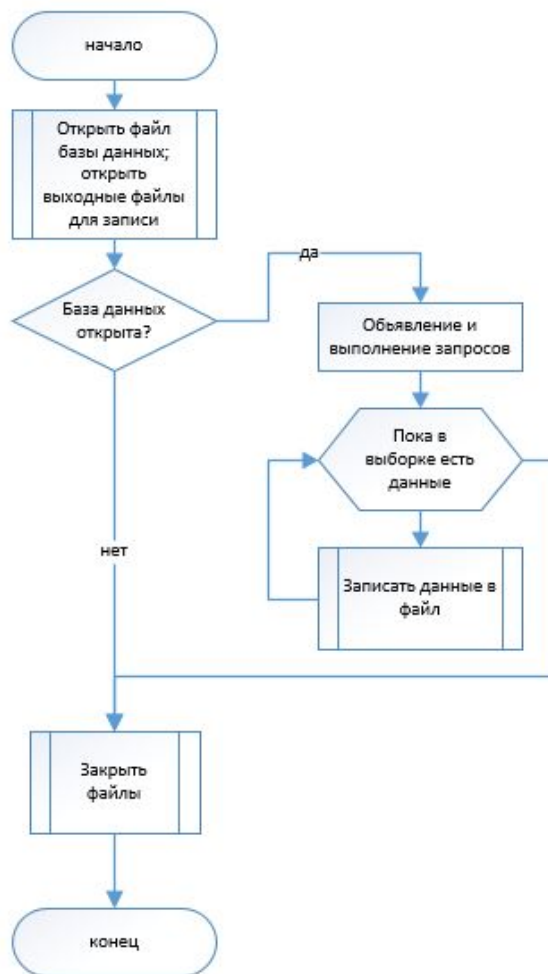 начало
Открыть файл
базы данных;
открыть
выходные файлы
для записи
да
База данных
открыта?
Обьявление и
выполнение запросов
Пока в
выборке есть
данные
нет
Записать данные в
файл
Закрыть
файлы
конец